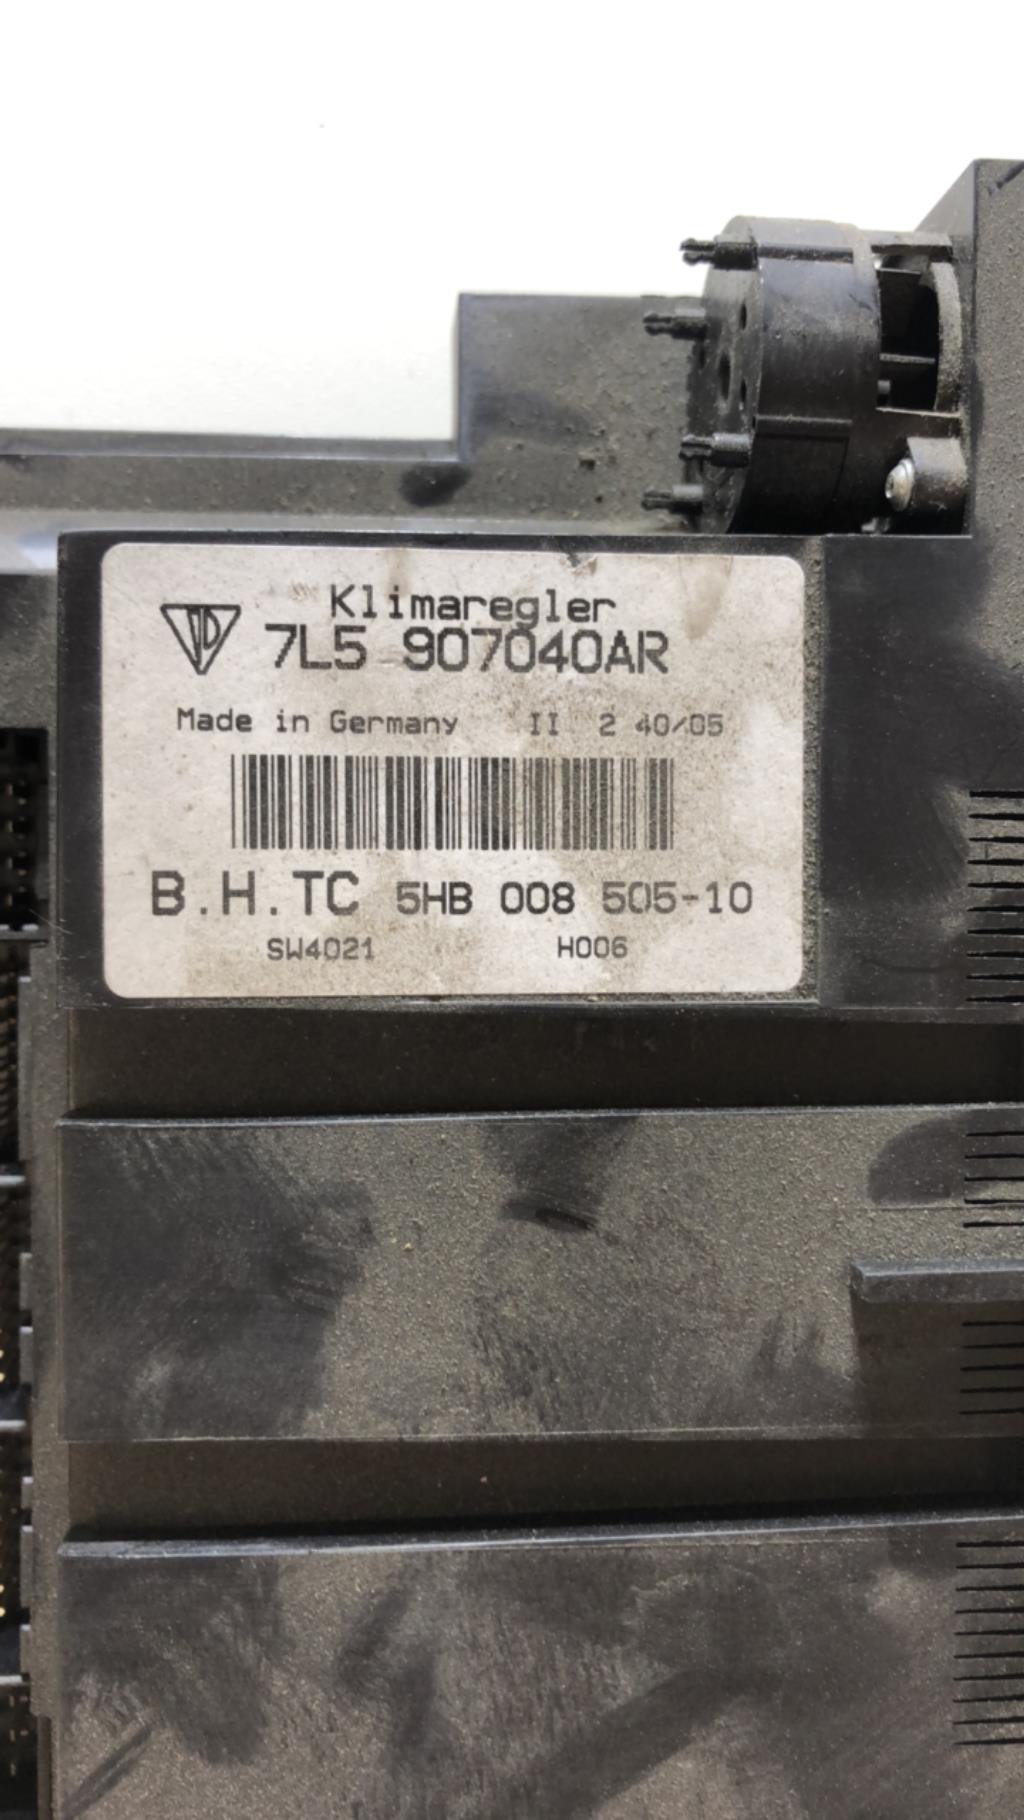 Klimaregler
7L5 907040AR
Made in Germany II 2 40/05
B.H.TC 5HB 008 505-10
SW4021 H006